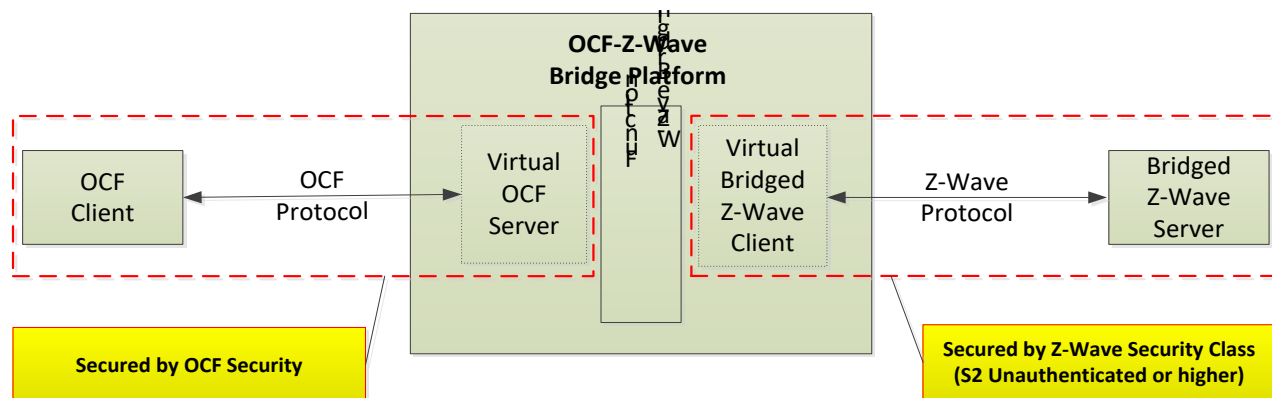 OCF-Z-Wave
Bridge Platform
OCF
Client
OCF
Protocol
Virtual
OCF
Server
Virtual
Bridged
Z-Wave
Client
Z-Wave
Protocol
Bridged
Z-Wave
Server
Secured by OCF Security
Secured by Z-Wave Security Class
(S2 Unauthenticated or higher)